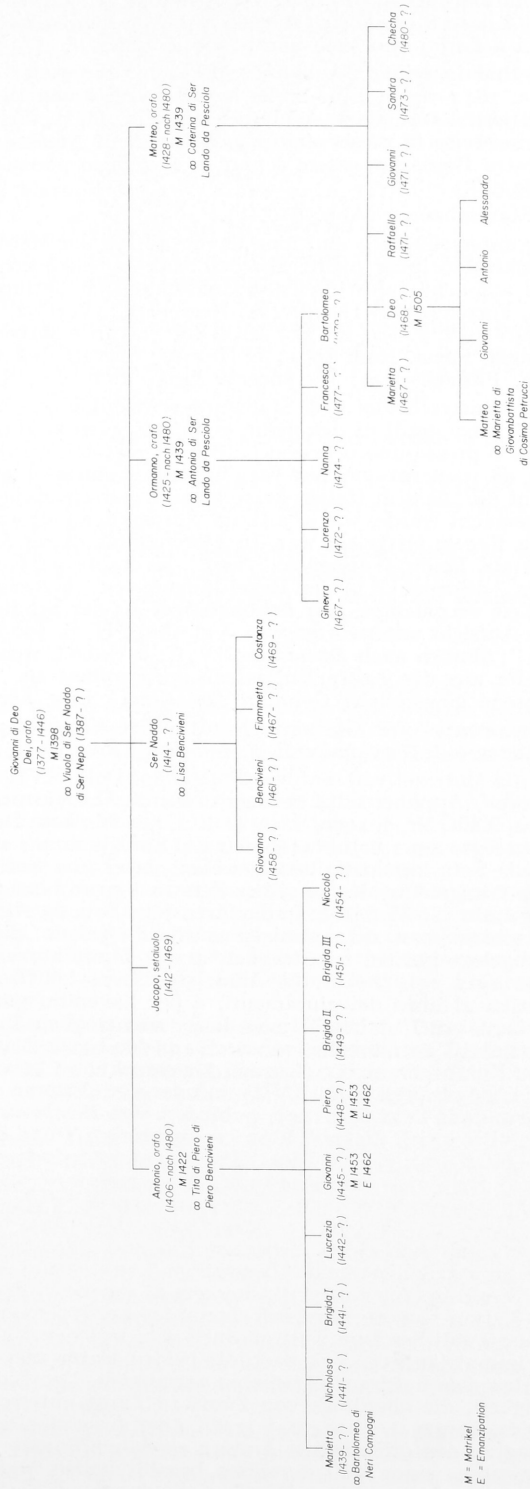 Giovanni di Deo
Dei, orafo
(1377 - 1446)
M 1398
∞ Viuola di Ser Naddo
di Ser Nepo (1387 - ?)
Antonio, orafo
(1406 - nach 1480)
M 1422
∞ Tita di Piero di
Piero Bencivieni
Jacopo, setaiuolo
(1412 - 1469)
Ser Naddo
(1414 - ?)
∞ Lisa Bencivieni
Ormanno, orafo
(1425 - nach 1480)
M 1439
∞ Antonia di Ser
Lando da Pesciola
Matteo, orafo
(1428 - nach 1480)
M 1439
∞ Caterina di Ser
Lando da Pesciola
Marietta
(1439 - ?)
∞ Bartolomeo di
Neri Compagni
Nicholosa
(1441 - ?)
Brigida I
(1441 - ?)
Lucrezia
(1442 - ?)
Giovanni
(1445 - ?)
M 1453
E 1462
Piero
(1448 - ?)
M 1453
E 1462
Brigida II
(1449 - ?)
Brigida III
(1451 - ?)
Niccoló
(1454 - ?)
Giovanna
(1458 - ?)
Bencivieni
(1461 - ?)
Fiammetta
(1467 - ?)
Costanza
(1469 - ?)
Ginevra
(1467 - ?)
Lorenzo
(1472 - ?)
Nanna
(1474 - ?)
Francesca
(1477 - ?)
Bartolomea
Marietta
(1467 - ?)
Deo
(1468 - ?)
M 1505
Raffaello
(1471 - ?)
Giovanni
(1471 - ?)
Sandra
(1473 - ?)
Checha
(1480 - ?)
Matteo
∞ Marietta di
Giovanbattista
di Cosimo Petrucci
Giovanni
Antonio
Alessandro
M = Matrikel
E = Emanzipation